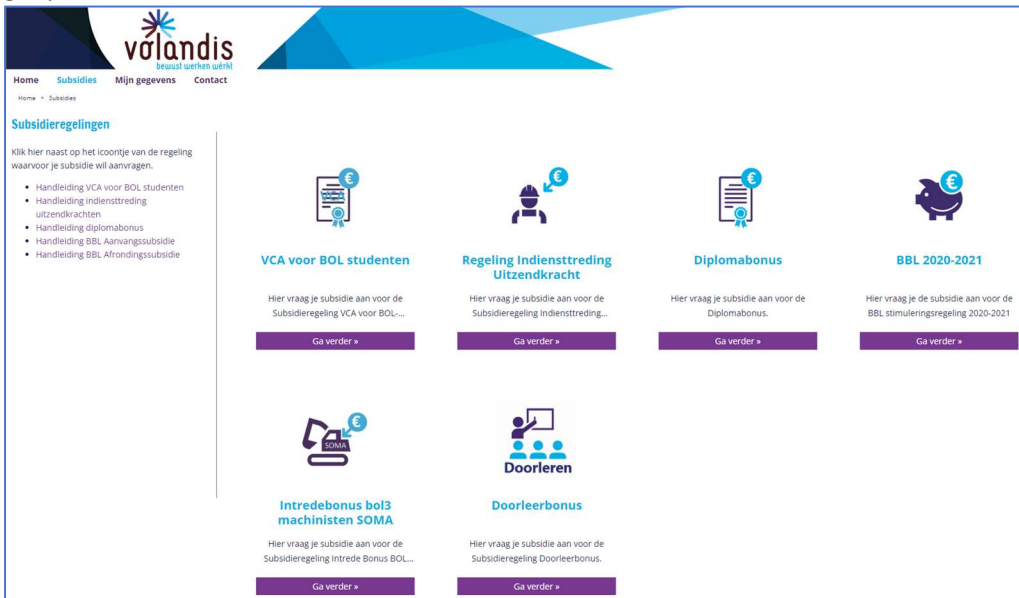 volandis
bewust werken wérkt
Home Subsidies Mijn gegevens Contact
Home » Subsidies
Subsidieregelingen
Klik hier naast op het icoontje van de regeling
waarvoor je subsidie wil aanvragen.
Handleiding VCA voor BOL studenten
Handleiding indiensttreding
uitzendkrachten
Handleiding diplomabonus
Handleiding BBL Aanvangssubsidie
Handleiding BBL Afrondingssubsidie
€
VCA
VCA voor BOL studenten
Hier vraag je subsidie aan voor de
Subsidieregeling VCA voor BOL-...
Ga verder »
€
Regeling Indiensttreding
Uitzendkracht
Hier vraag je subsidie aan voor de
Subsidieregeling Indiensttreding...
Ga verder »
€
Diplomabonus
Hier vraag je subsidie aan voor de
Diplomabonus.
Ga verder »
€
BBL 2020-2021
Hier vraag je de subsidie aan voor de
BBL stimuleringsregeling 2020-2021
Ga verder »
€
SOMA
Intredebonus bol3
machinisten SOMA
Hier vraag je subsidie aan voor de
Subsidieregeling Intrede Bonus BOL...
Ga verder »
Doorleren
Doorleerbonus
Hier vraag je subsidie aan voor de
Subsidieregeling Doorleerbonus.
Ga verder »